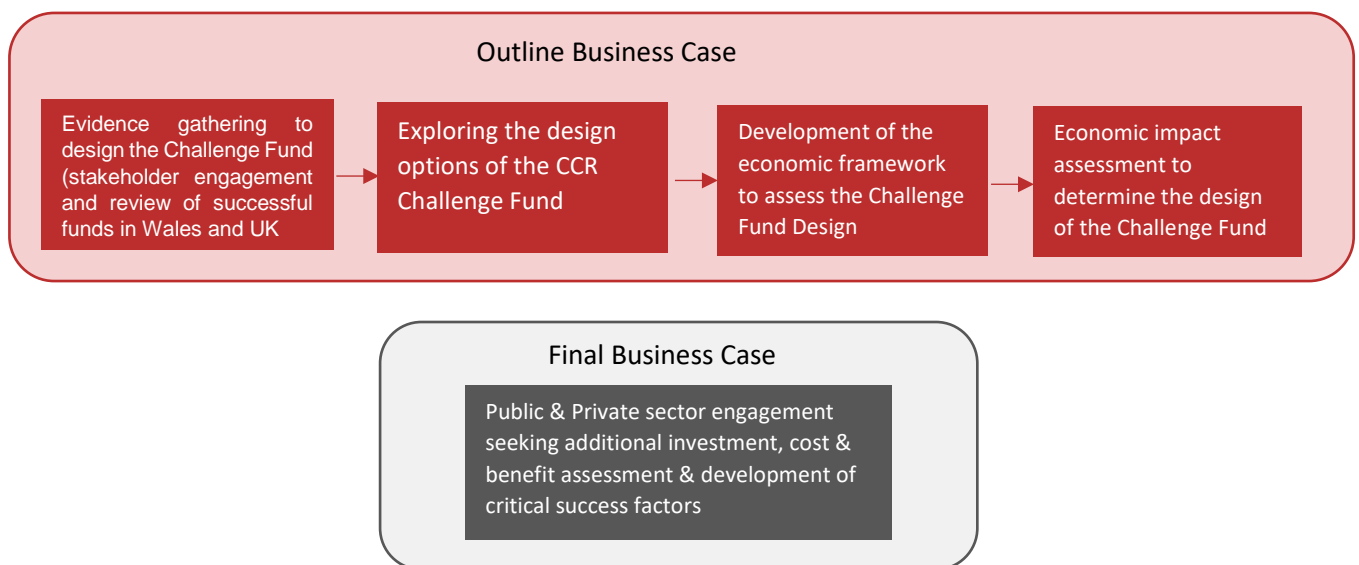 Outline Business Case
Evidence gathering to
design the Challenge Fund
(stakeholder engagement
and review of successful
funds in Wales and UK
Exploring the design
options of the CCR
Challenge Fund
Development of the
economic framework
to assess the Challenge
Fund Design
Economic impact
assessment to
determine the design
of the Challenge Fund
Final Business Case
Public & Private sector engagement
seeking additional investment, cost &
benefit assessment & development of
critical success factors